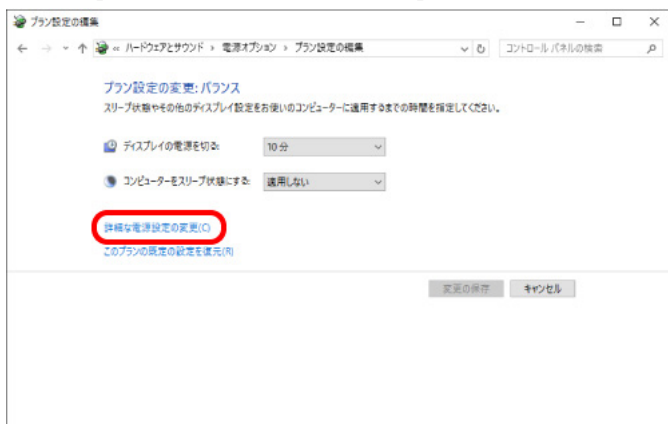 プラン設定の編集
« ハードウェアとサウンド › 電源オプション › プラン設定の編集
コントロール パネルの検索
プラン設定の変更: バランス
スリープ状態やその他のディスプレイ設定をお使いのコンピューターに適用するまでの時間を指定してください。
ディスプレイの電源を切る: 10 分
コンピューターをスリープ状態にする: 適用しない
詳細な電源設定の変更(C)
このプランの既定の設定を復元(R)
変更の保存 キャンセル